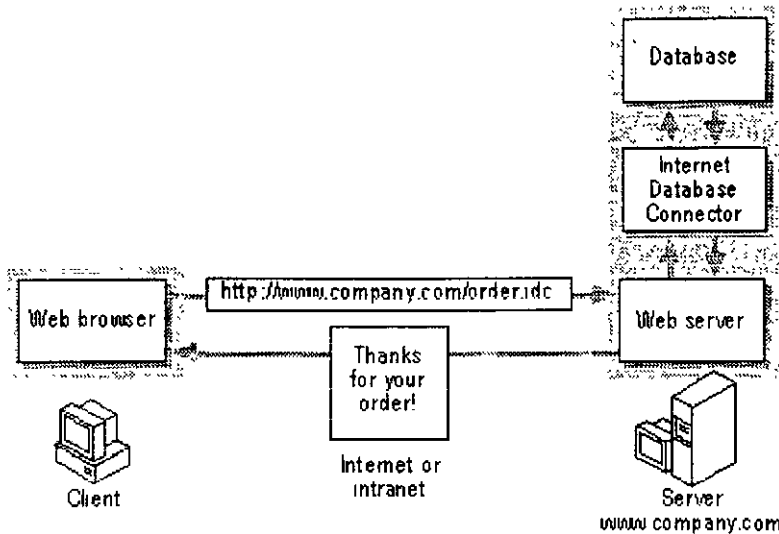 Database
Internet
Database
Connector
http://www.company.com/order.idc
Web browser
Web server
Thanks
for your
order!
Internet or
intranet
Client
Server
www.company.com